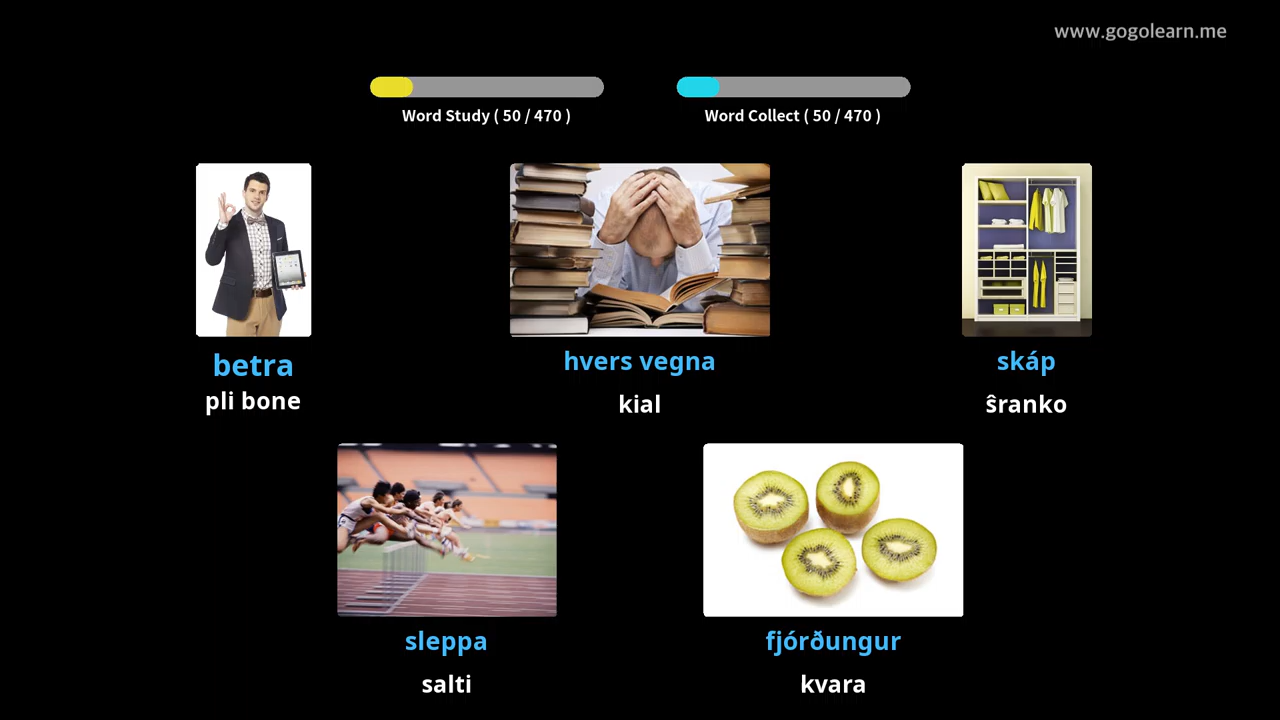 www.gogolearn.me
Word Study ( 50 / 470 )
Word Collect ( 50 / 470 )
betra
pli bone
hvers vegna
kial
skáp
ŝranko
sleppa
salti
fjórðungur
kvara